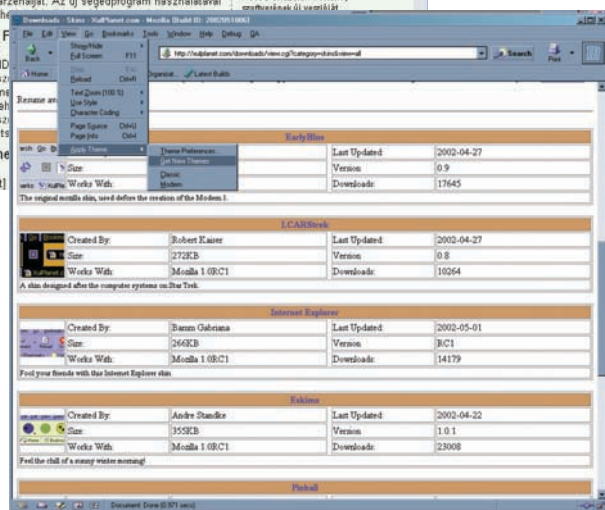 Downloads - Skins - XulPlanet.com - Mozilla {Build ID: 2002051006}
File Edit View Go Bookmarks Tools Window Help Debug QA
Back
http://xulplanet.com/downloads/view.cgi?category=skins&view=all
Search
Print
Home
Latest Builds
Show/Hide
Full Screen F11
Stop Esc
Reload Ctrl+R
Text Zoom (100 %)
Use Style
Character Coding
Page Source Ctrl+U
Page Info Ctrl+I
Apply Theme
Theme Preferences...
Get New Themes
Classic
Modern
EarlyBlue
Last Updated: 2002-04-27
Size:
Version 0.9
Works With:
Downloads: 17645
The original mozilla skin, used before the creation of the Modern 1.
LCARStrek
Created By: Robert Kaiser Last Updated: 2002-04-27
Size: 272KB Version 0.8
Works With: Mozilla 1.0RC1 Downloads: 10264
A skin designed after the computer systems on Star Trek.
Internet Explorer
Created By: Bamm Gabriana Last Updated: 2002-05-01
Size: 266KB Version RC1
Works With: Mozilla 1.0RC1 Downloads: 14179
Fool your friends with this Internet Explorer skin
Eskimo
Created By: Andre Standke Last Updated: 2002-04-22
Size: 355KB Version 1.0.1
Works With: Mozilla 1.0RC1 Downloads: 23008
Feel the chill of a sunny winter morning!
Pinball
Document: Done (0.971 secs)